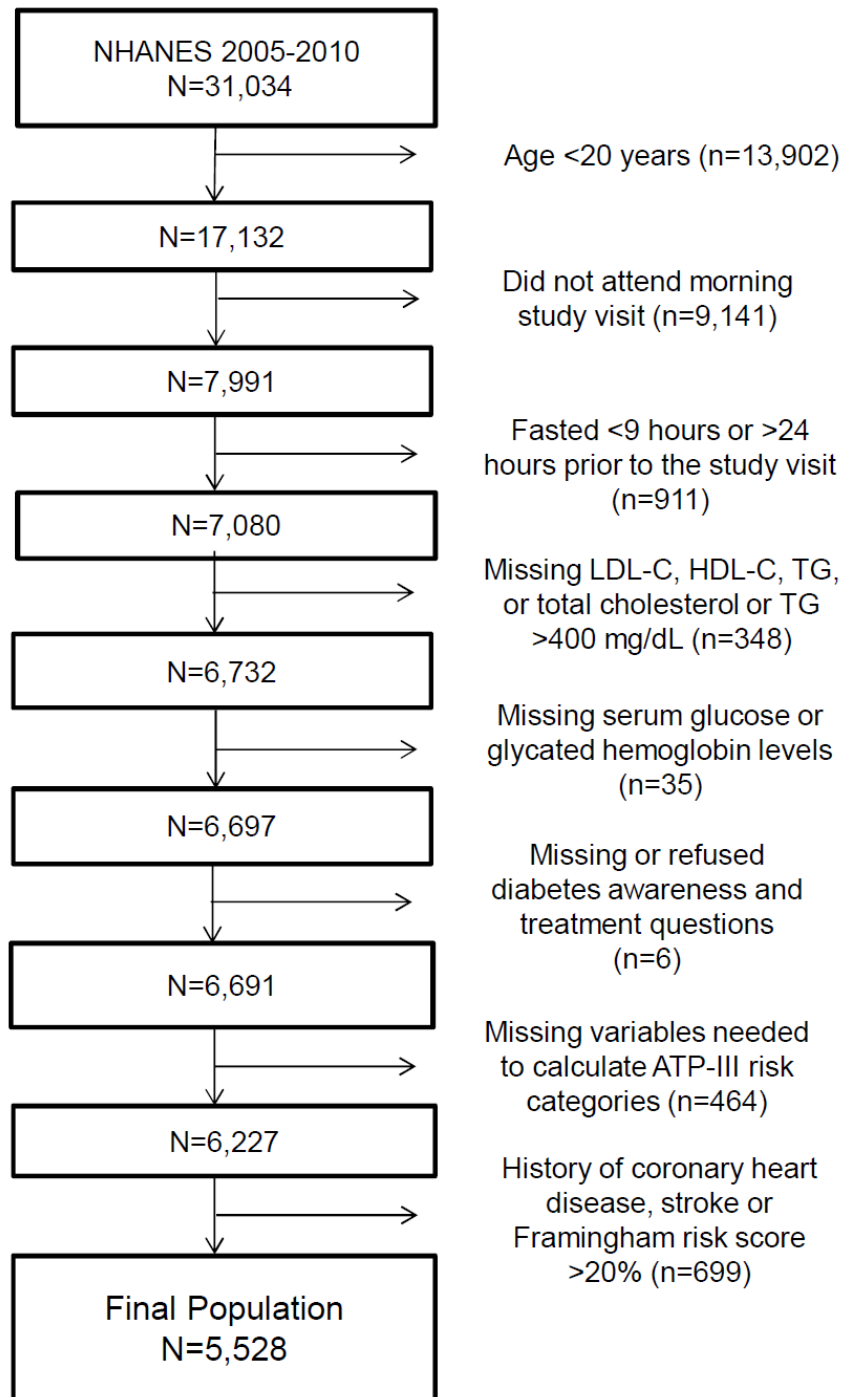 NHANES 2005-2010
N=31,034
Age <20 years (n=13,902)
N=17,132
Did not attend morning
study visit (n=9,141)
N=7,991
Fasted <9 hours or >24
hours prior to the study visit
(n=911)
N=7,080
Missing LDL-C, HDL-C, TG,
or total cholesterol or TG
>400 mg/dL (n=348)
N=6,732
Missing serum glucose or
glycated hemoglobin levels
(n=35)
N=6,697
Missing or refused
diabetes awareness and
treatment questions
(n=6)
N=6,691
Missing variables needed
to calculate ATP-III risk
categories (n=464)
N=6,227
History of coronary heart
disease, stroke or
Framingham risk score
>20% (n=699)
Final Population
N=5,528